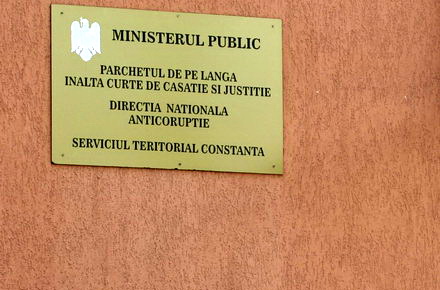 MINISTERUL PUBLIC
PARCHETUL DE PE LANGA
INALTA CURTE DE CASATIE SI JUSTITIE
DIRECTIA NATIONALA
ANTICORUPTIE
SERVICIUL TERITORIAL CONSTANTA